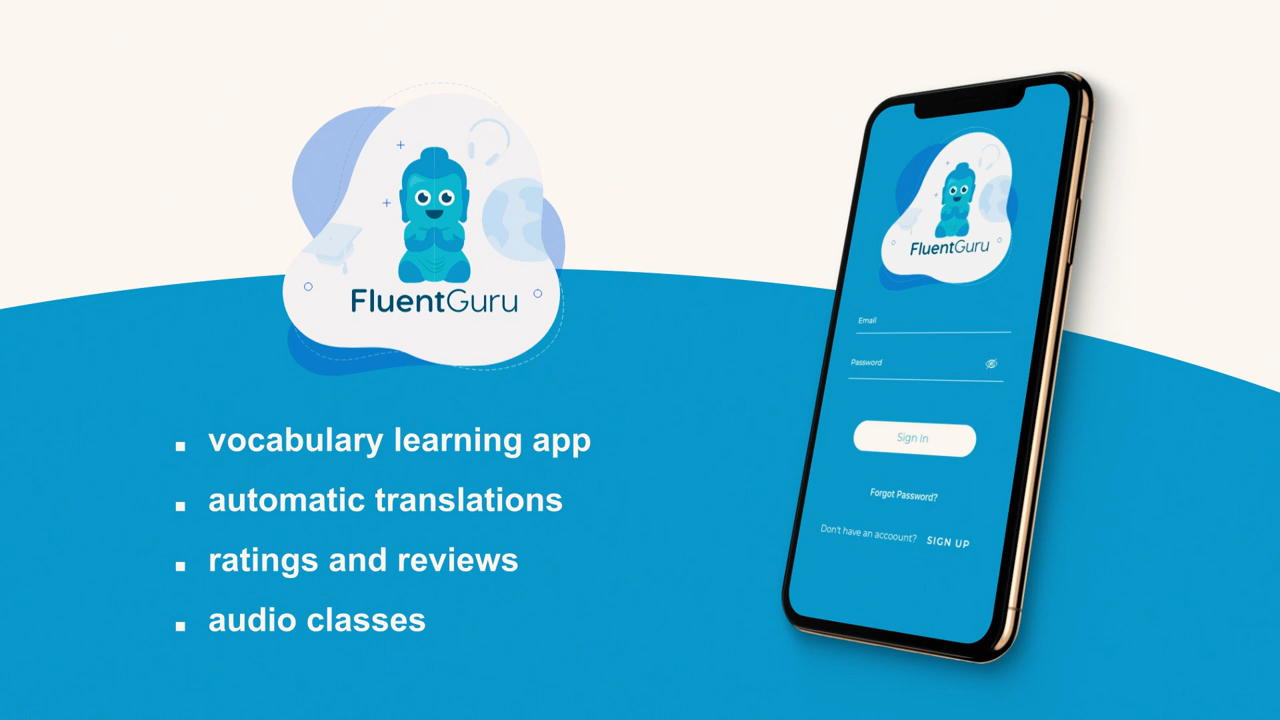 FluentGuru
vocabulary learning app
automatic translations
ratings and reviews
audio classes
FluentGuru
Email
Password
Sign In
Forgot Password?
Don't have an accoount? SIGN UP